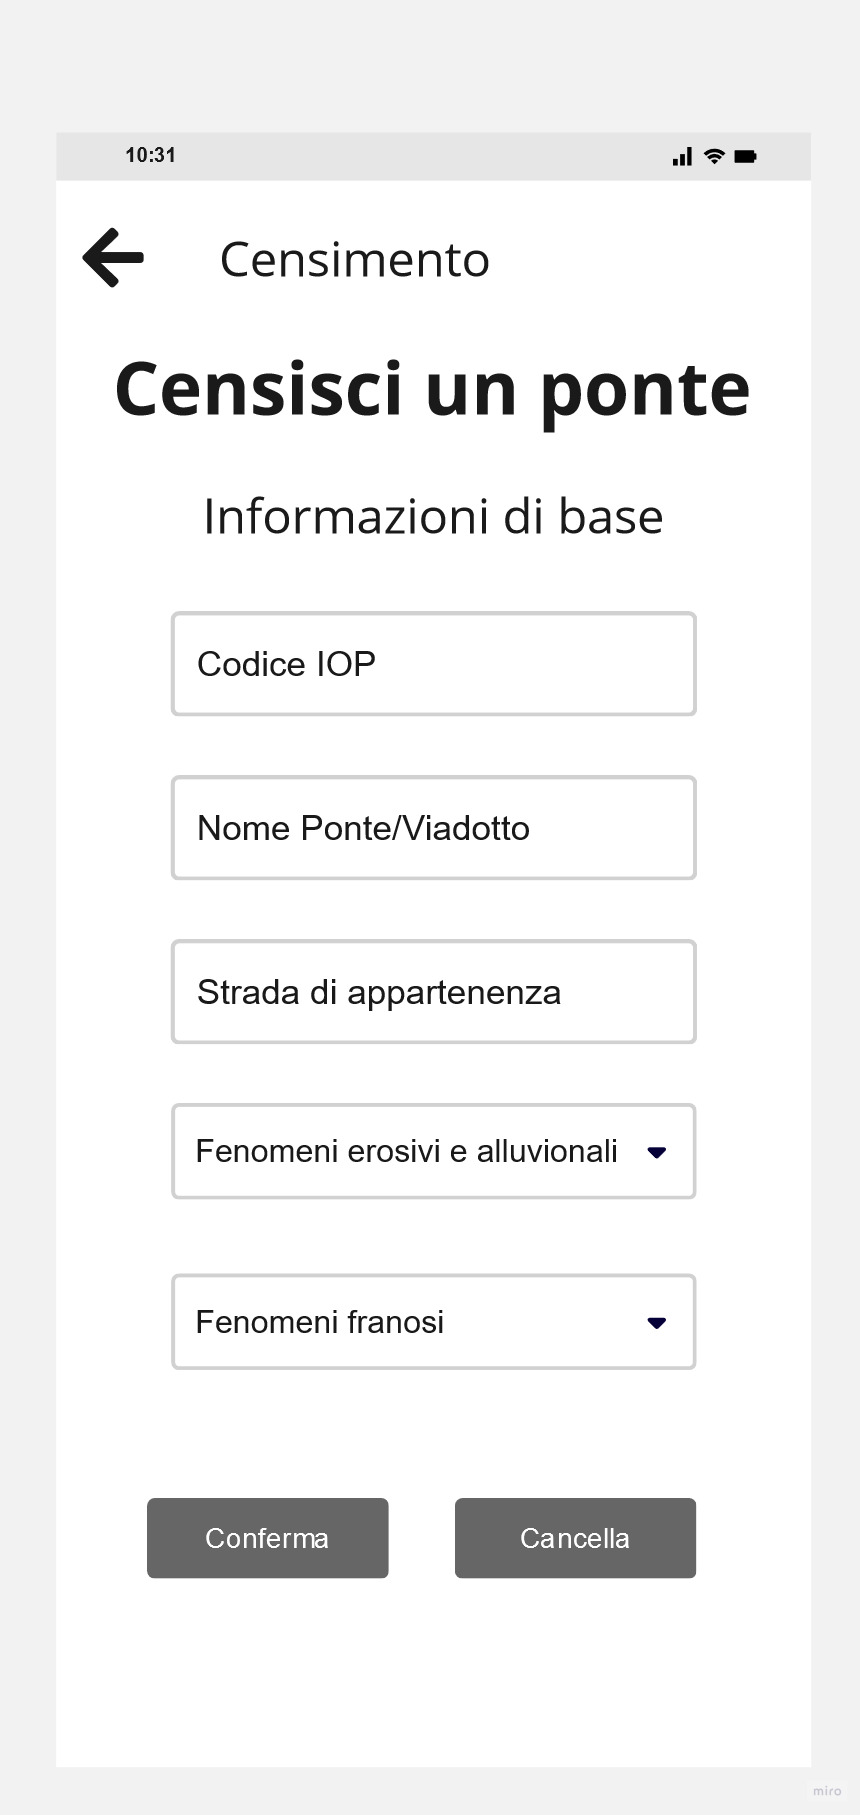 10:31
Censimento
Censisci un ponte
Informazioni di base
Codice IOP
Nome Ponte/Viadotto
Strada di appartenenza
Fenomeni erosivi e alluvionali
Fenomeni franosi
Conferma
Cancella
miro